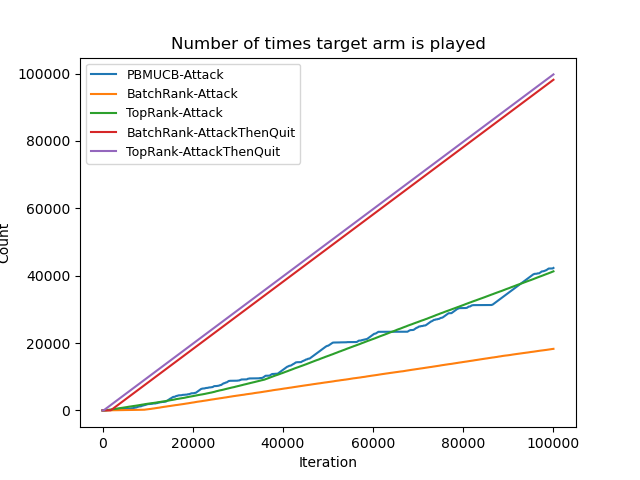 Number of times target arm is played
100000
80000
60000
40000
20000
0
Count
PBMUCB-Attack
BatchRank-Attack
TopRank-Attack
BatchRank-AttackThenQuit
TopRank-AttackThenQuit
0 20000 40000 60000 80000 100000
Iteration